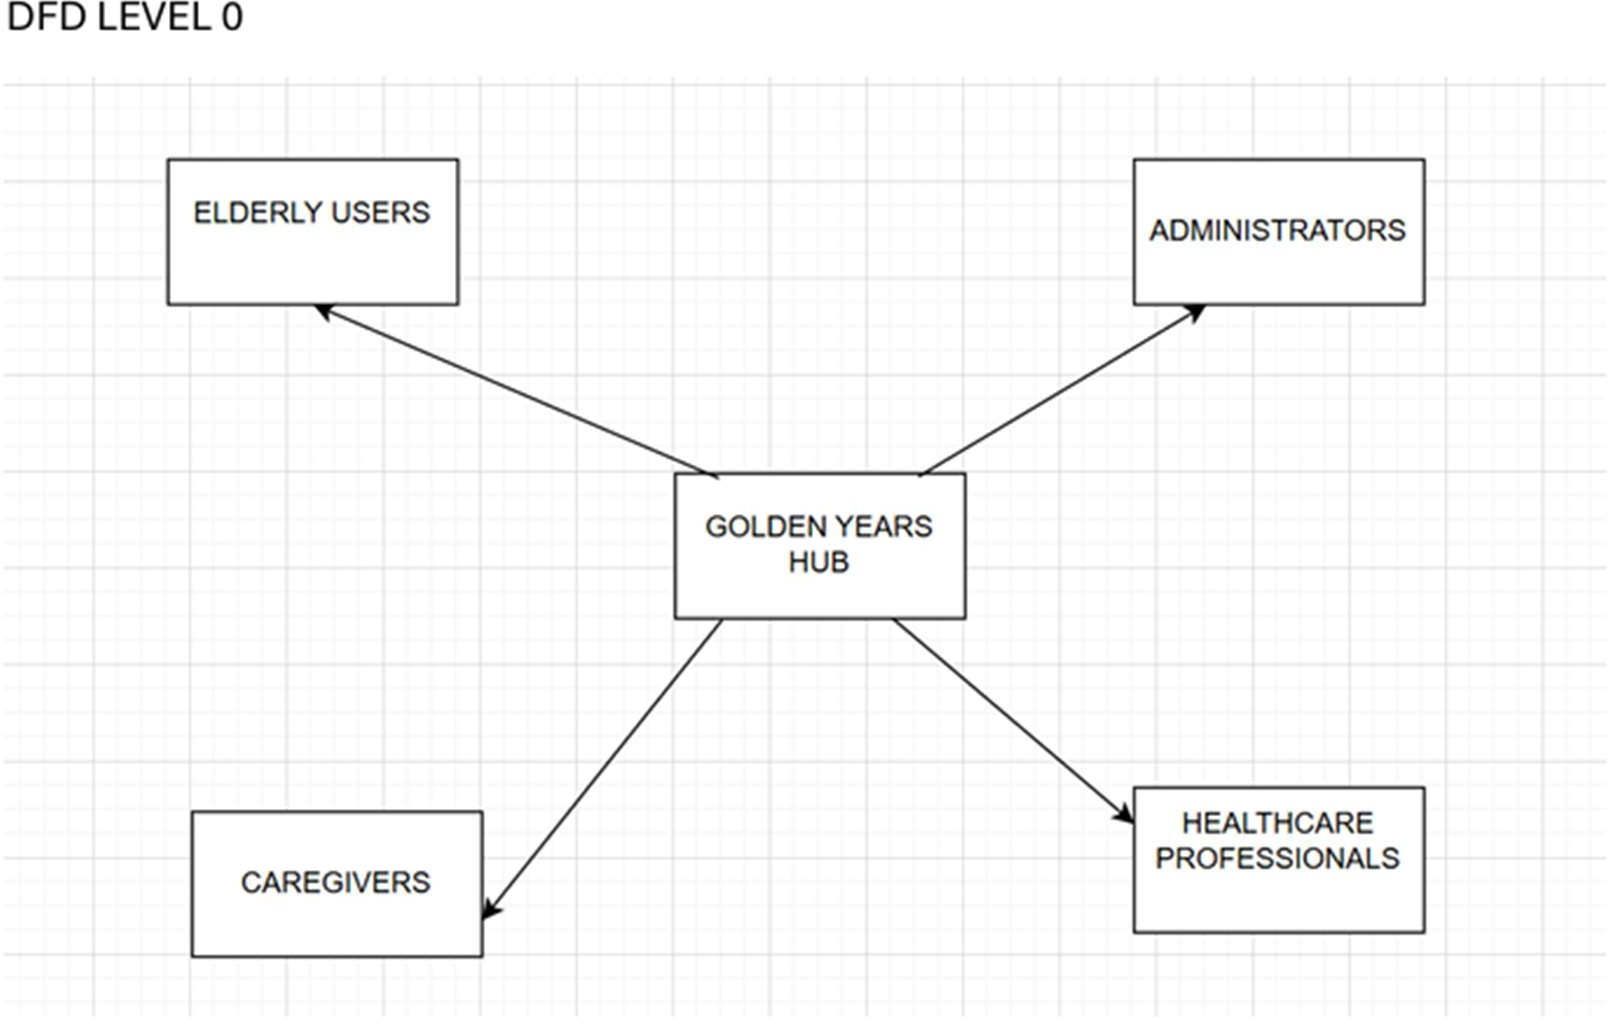 DFD LEVEL 0
ELDERLY USERS
ADMINISTRATORS
GOLDEN YEARS
HUB
CAREGIVERS
HEALTHCARE
PROFESSIONALS